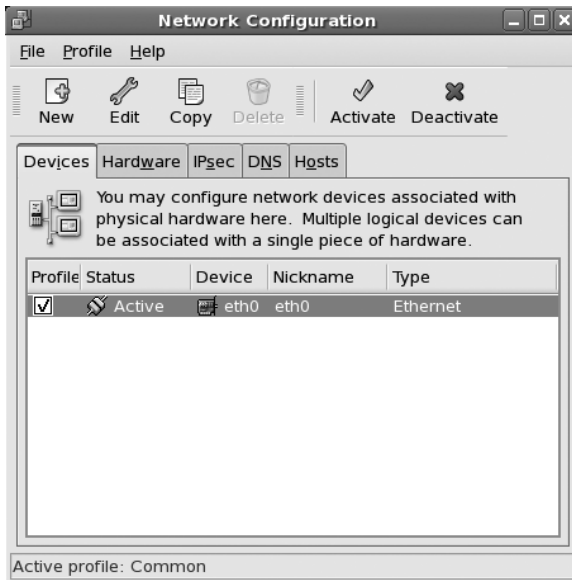 Network Configuration
File Profile Help
New Edit Copy Delete Activate Deactivate
Devices Hardware IPsec DNS Hosts
You may configure network devices associated with
physical hardware here. Multiple logical devices can
be associated with a single piece of hardware.
Profile Status Device Nickname Type
Active eth0 eth0 Ethernet
Active profile: Common